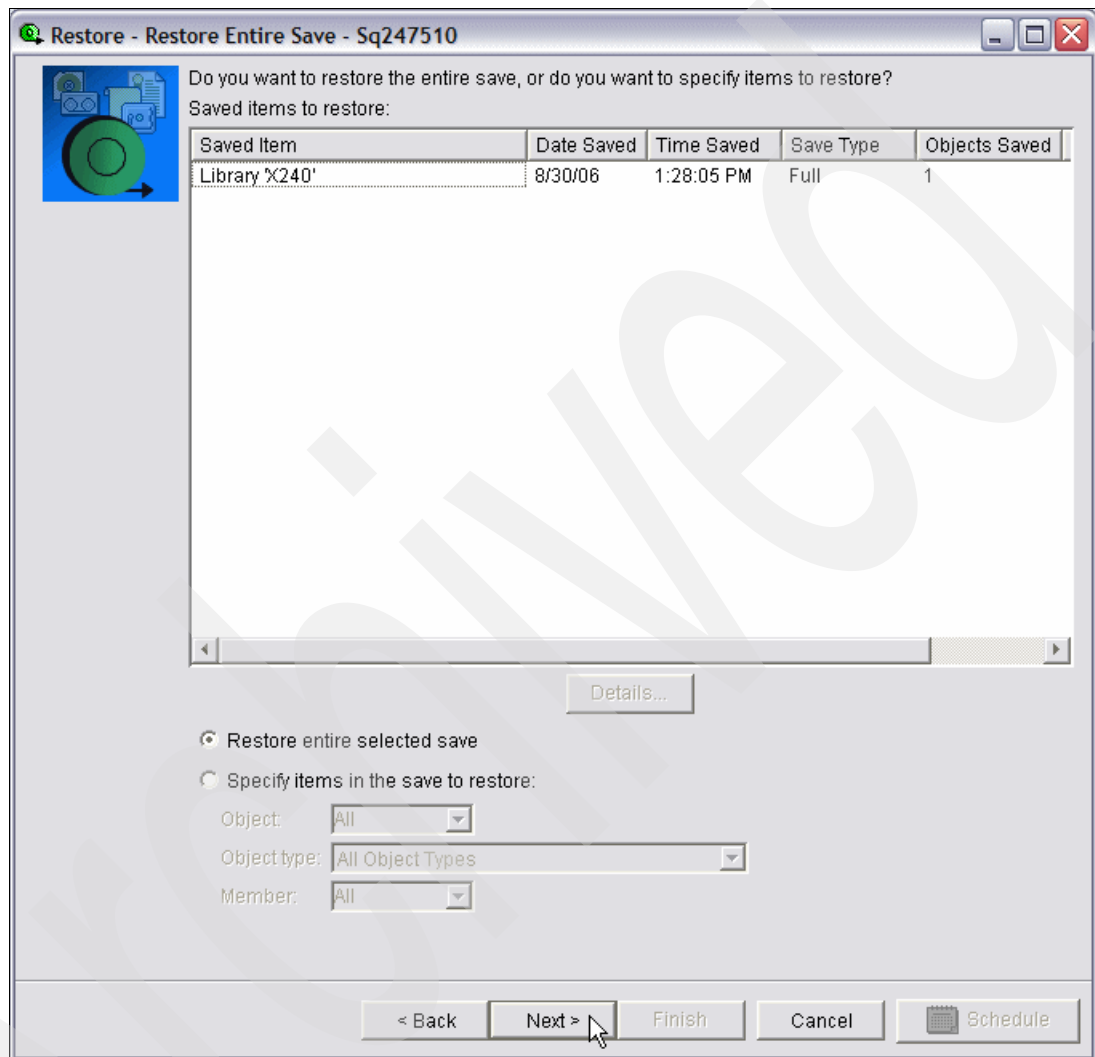 Restore - Restore Entire Save - Sq247510
Do you want to restore the entire save, or do you want to specify items to restore?
Saved items to restore:
Saved Item Date Saved Time Saved Save Type Objects Saved
Library 'X240' 8/30/06 1:28:05 PM Full 1
Details...
Restore entire selected save
Specify items in the save to restore:
Object: All
Object type: All Object Types
Member: All
< Back Next > Finish Cancel Schedule